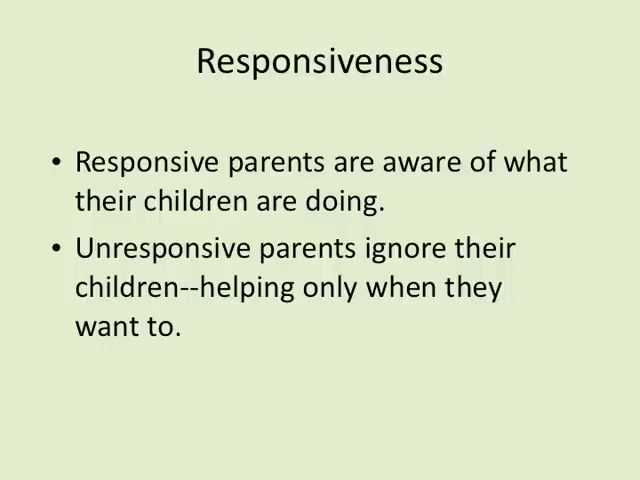 Responsiveness
• Responsive parents are aware of what
their children are doing.
• Unresponsive parents ignore their
children--helping only when they
want to.